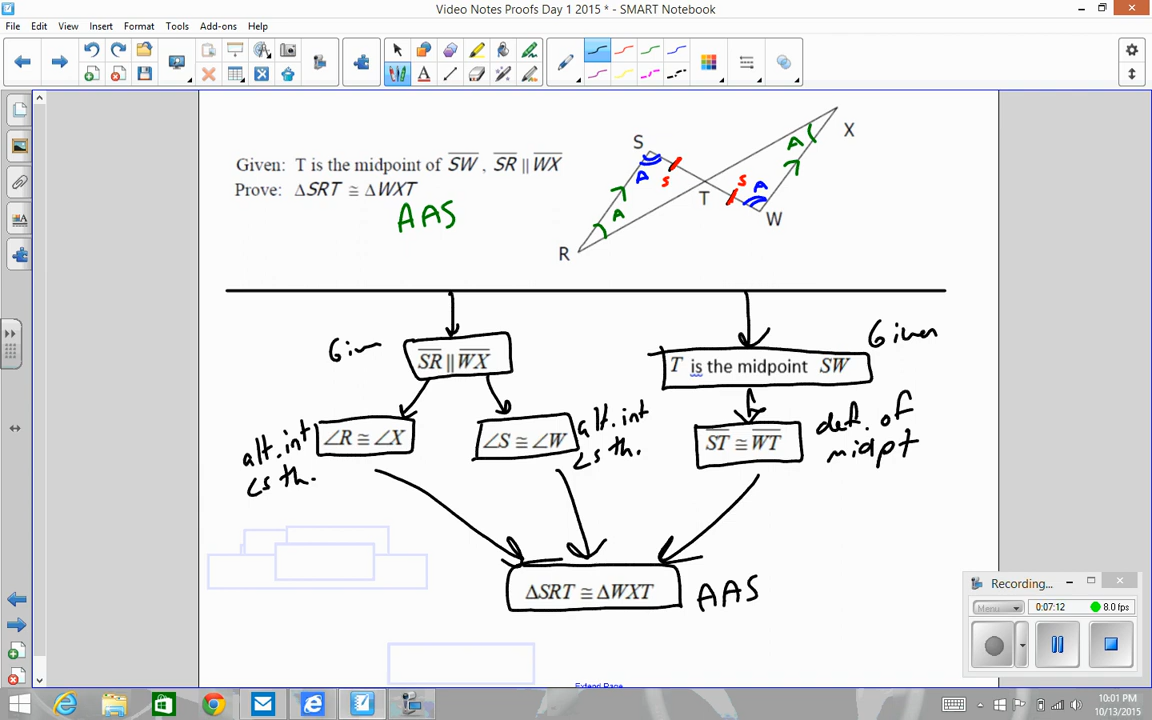 Video Notes Proofs Day 1 2015 * - SMART Notebook
File Edit View Insert Format Tools Add-ons Help
Given: T is the midpoint of SW, SR || WX
Prove: ΔSRT ≅ ΔWXT
AAS
S
X
A
A
S
S
A
T
A
W
R
Given
SR || WX
Given
T is the midpoint SW
alt. int
∠s th.
∠R ≅ ∠X
∠S ≅ ∠W
alt. int
∠s th.
ST ≅ WT
def. of
midpt
ΔSRT ≅ ΔWXT
AAS
Extend Page
Recording...
Menu
0:07:12
8.0 fps
10:01 PM
10/13/2015